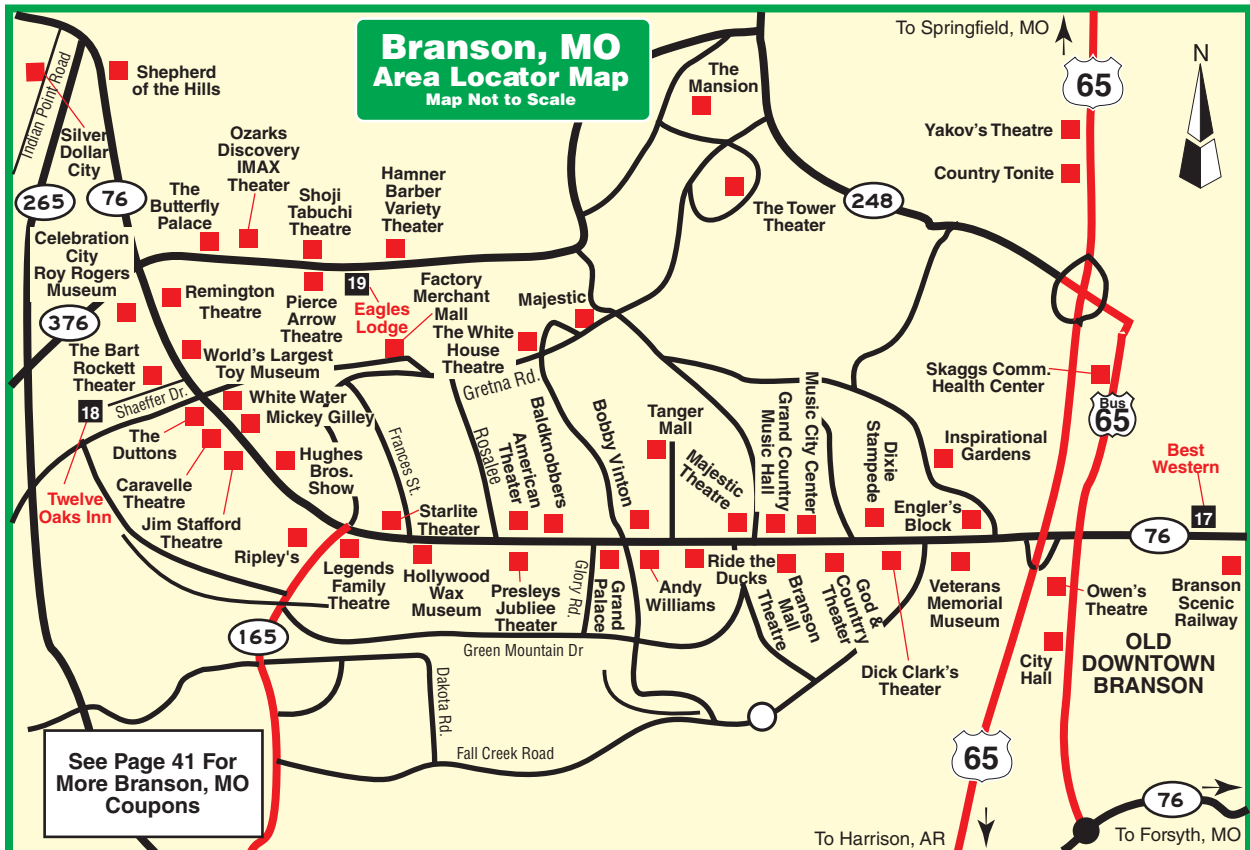 Branson, MO
Area Locator Map
Map Not to Scale
To Springfield, MO
65
N
Indian Point Road
Shepherd
of the Hills
Silver
Dollar
City
Ozarks
Discovery
IMAX
Theater
The
Mansion
Yakov's Theatre
Country Tonite
265
76
The
Butterfly
Palace
Shoji
Tabuchi
Theatre
Hamner
Barber
Variety
Theater
The Tower
Theater
248
Celebration
City
Roy Rogers
Museum
376
Remington
Theatre
Pierce
Arrow
Theatre
19
Eagles
Lodge
Factory
Merchant
Mall
Majestic
The White
House
Theatre
Gretna Rd.
The Bart
Rockett
Theater
World's Largest
Toy Museum
Shaeffer Dr.
18
Twelve
Oaks Inn
White Water
Mickey Gilley
The
Duttons
Caravelle
Theatre
Jim Stafford
Theatre
Hughes
Bros.
Show
Frances St.
Rosalee
Starlite
Theater
American
Theater
Baldknobbers
Bobby Vinton
Tanger
Mall
Majestic
Theatre
Grand Country
Music Hall
Music City Center
Dixie
Stampede
Engler's
Block
Inspirational
Gardens
Skaggs Comm.
Health Center
Bus
65
Best
Western
17
76
Ripley's
Legends
Family
Theatre
Hollywood
Wax
Museum
Presleys
Jubliee
Theater
Glory Rd.
Grand
Palace
Andy
Williams
Ride the
Ducks
Branson
Mall
Theatre
God &
Countrry
Theater
Dick Clark's
Theater
Veterans
Memorial
Museum
Owen's
Theatre
City
Hall
Branson
Scenic
Railway
OLD
DOWNTOWN
BRANSON
165
Green Mountain Dr
Dakota Rd.
Fall Creek Road
See Page 41 For
More Branson, MO
Coupons
65
To Harrison, AR
76
To Forsyth, MO